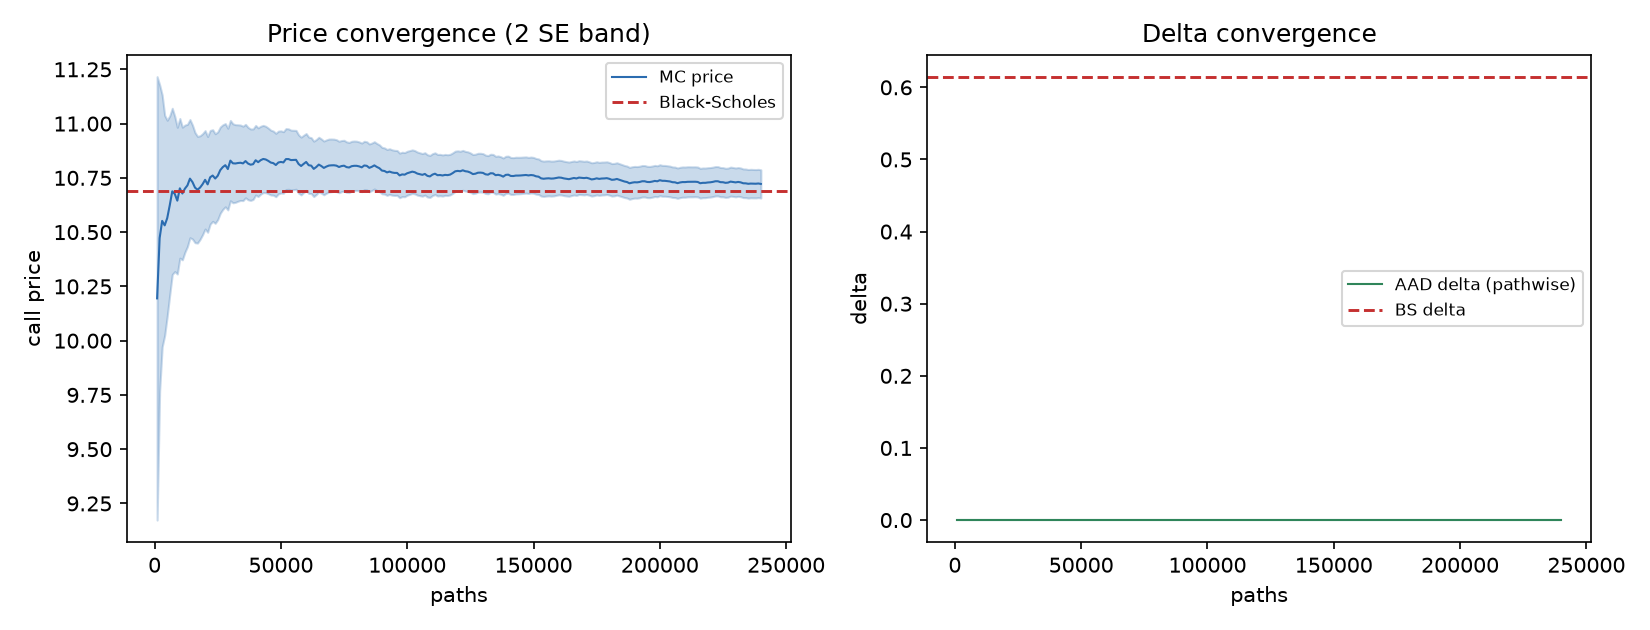 Price convergence (2 SE band)
call price
11.25
11.00
10.75
10.50
10.25
10.00
9.75
9.50
9.25
MC price
Black-Scholes
0
50000
100000
150000
200000
250000
paths
Delta convergence
delta
0.6
0.5
0.4
0.3
0.2
0.1
0.0
AAD delta (pathwise)
BS delta
0
50000
100000
150000
200000
250000
paths